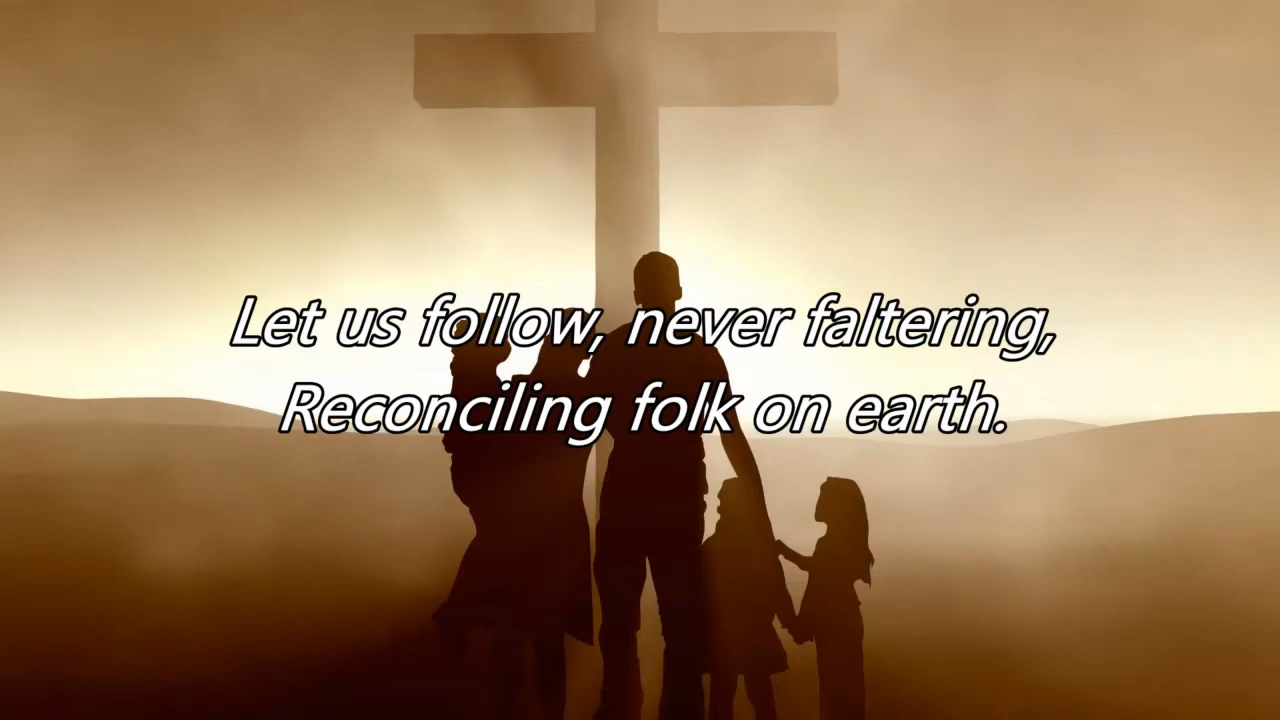 Let us follow, never faltering,
Reconciling folk on earth.